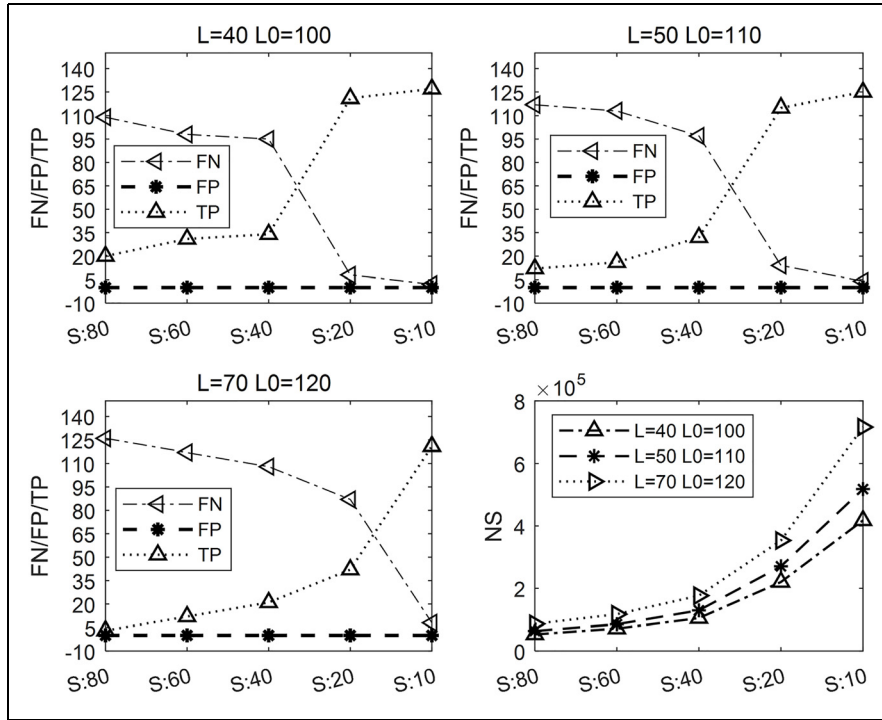 L=40 L0=100
FN/FP/TP
140
125
110
95
80
65
50
35
20
5
-10
FN
FP
TP
S:80
S:60
S:40
S:20
S:10
L=50 L0=110
FN/FP/TP
140
125
110
95
80
65
50
35
20
5
-10
FN
FP
TP
S:80
S:60
S:40
S:20
S:10
L=70 L0=120
FN/FP/TP
140
125
110
95
80
65
50
35
20
5
-10
FN
FP
TP
S:80
S:60
S:40
S:20
S:10
×10^5
NS
8
6
4
2
0
L=40 L0=100
L=50 L0=110
L=70 L0=120
S:80
S:60
S:40
S:20
S:10